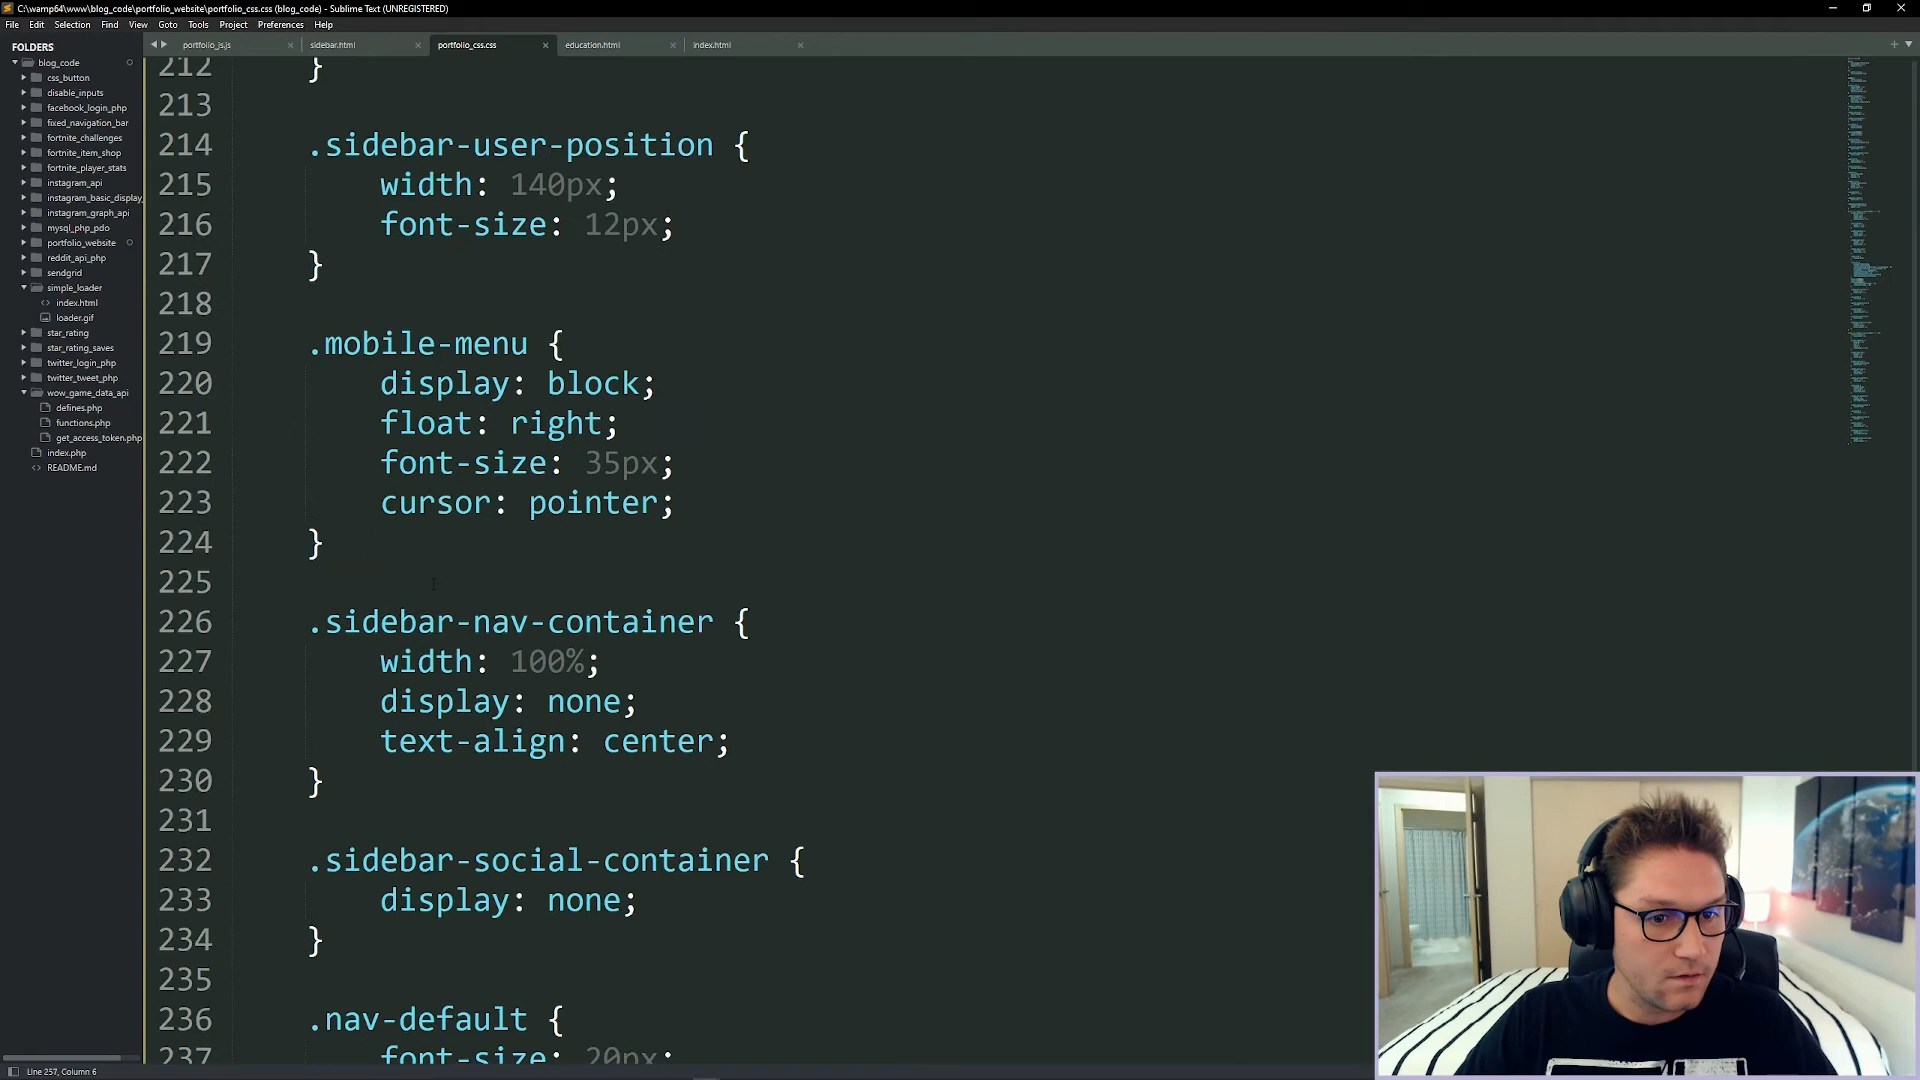 C:\wamp64\www\blog_code\portfolio_website\portfolio_css.css (blog_code) - Sublime Text (UNREGISTERED)
File Edit Selection Find View Goto Tools Project Preferences Help
FOLDERS
blog_code
css_button
disable_inputs
facebook_login_php
fixed_navigation_bar
fortnite_challenges
fortnite_item_shop
fortnite_player_stats
instagram_api
instagram_basic_display_
instagram_graph_api
mysql_php_pdo
portfolio_website
reddit_api_php
sendgrid
simple_loader
index.html
loader.gif
star_rating
star_rating_saves
twitter_login_php
twitter_tweet_php
wow_game_data_api
defines.php
functions.php
get_access_token.php
index.php
README.md
portfolio_js.js sidebar.html portfolio_css.css education.html index.html
212 }
213
214 .sidebar-user-position {
215 width: 140px;
216 font-size: 12px;
217 }
218
219 .mobile-menu {
220 display: block;
221 float: right;
222 font-size: 35px;
223 cursor: pointer;
224 }
225
226 .sidebar-nav-container {
227 width: 100%;
228 display: none;
229 text-align: center;
230 }
231
232 .sidebar-social-container {
233 display: none;
234 }
235
236 .nav-default {
237 font-size: 20px;
Line 257, Column 6